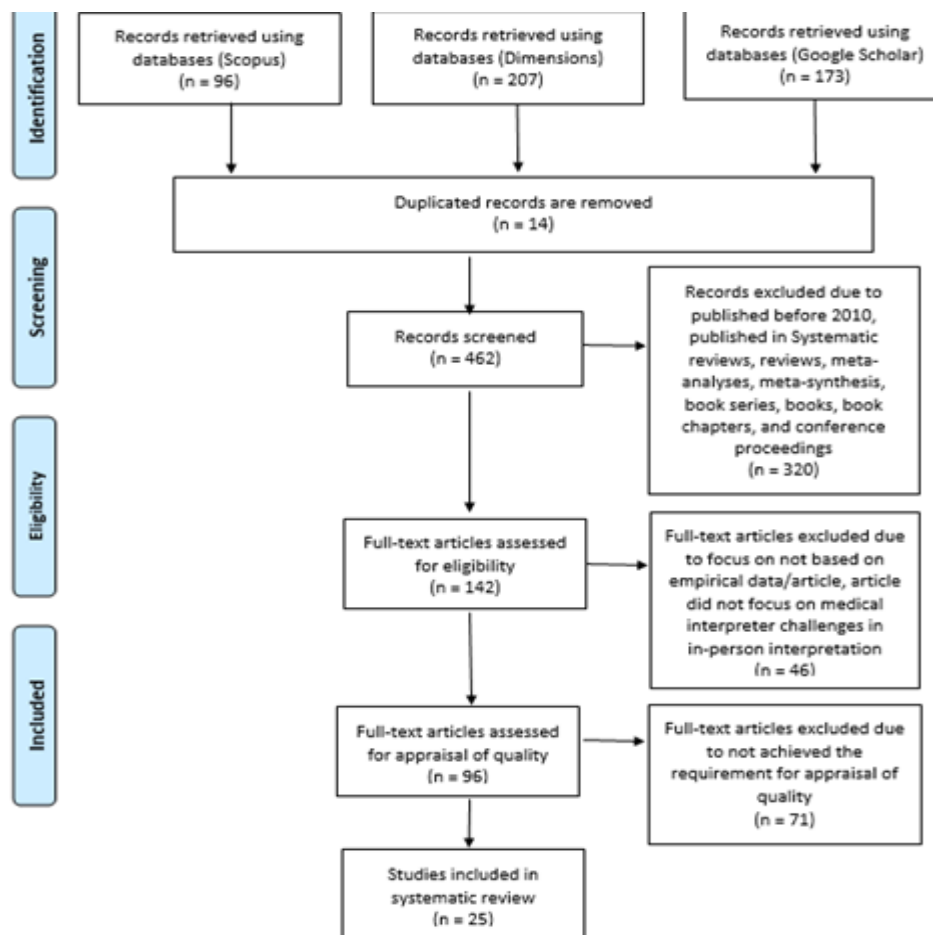 Identification
Records retrieved using
databases (Scopus)
(n = 96)
Records retrieved using
databases (Dimensions)
(n = 207)
Records retrieved using
databases (Google Scholar)
(n = 173)
Duplicated records are removed
(n = 14)
Screening
Records screened
(n = 462)
Records excluded due to
published before 2010,
published in Systematic
reviews, reviews, meta-
analyses, meta-synthesis,
book series, books, book
chapters, and conference
proceedings
(n = 320)
Eligibility
Full-text articles assessed
for eligibility
(n = 142)
Full-text articles excluded due
to focus on not based on
empirical data/article, article
did not focus on medical
interpreter challenges in
in-person interpretation
(n = 46)
Included
Full-text articles assessed
for appraisal of quality
(n = 96)
Full-text articles excluded due
to not achieved the
requirement for appraisal of
quality
(n = 71)
Studies included in
systematic review
(n = 25)